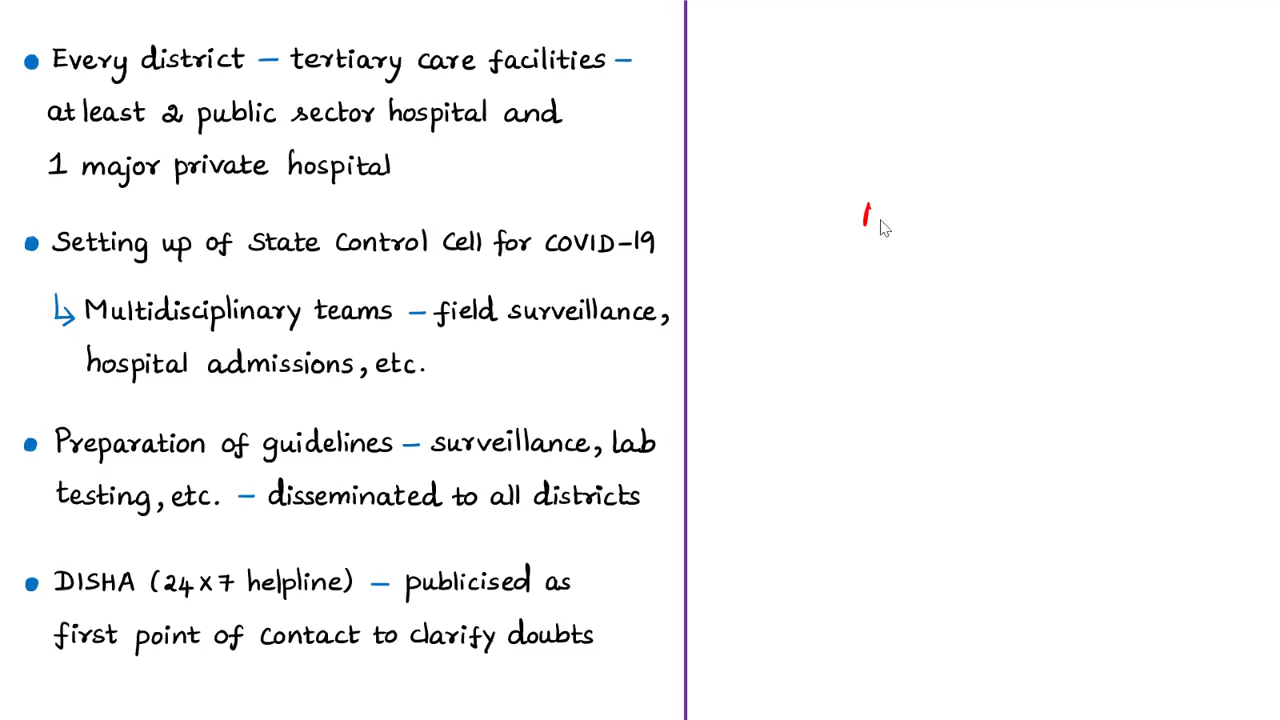 Every district – tertiary care facilities –
at least 2 public sector hospital and
1 major private hospital
Setting up of State Control Cell for COVID-19
↳ Multidisciplinary teams – field surveillance,
hospital admissions, etc.
Preparation of guidelines – surveillance, lab
testing, etc. – disseminated to all districts
DISHA (24x7 helpline) – publicised as
first point of contact to clarify doubts